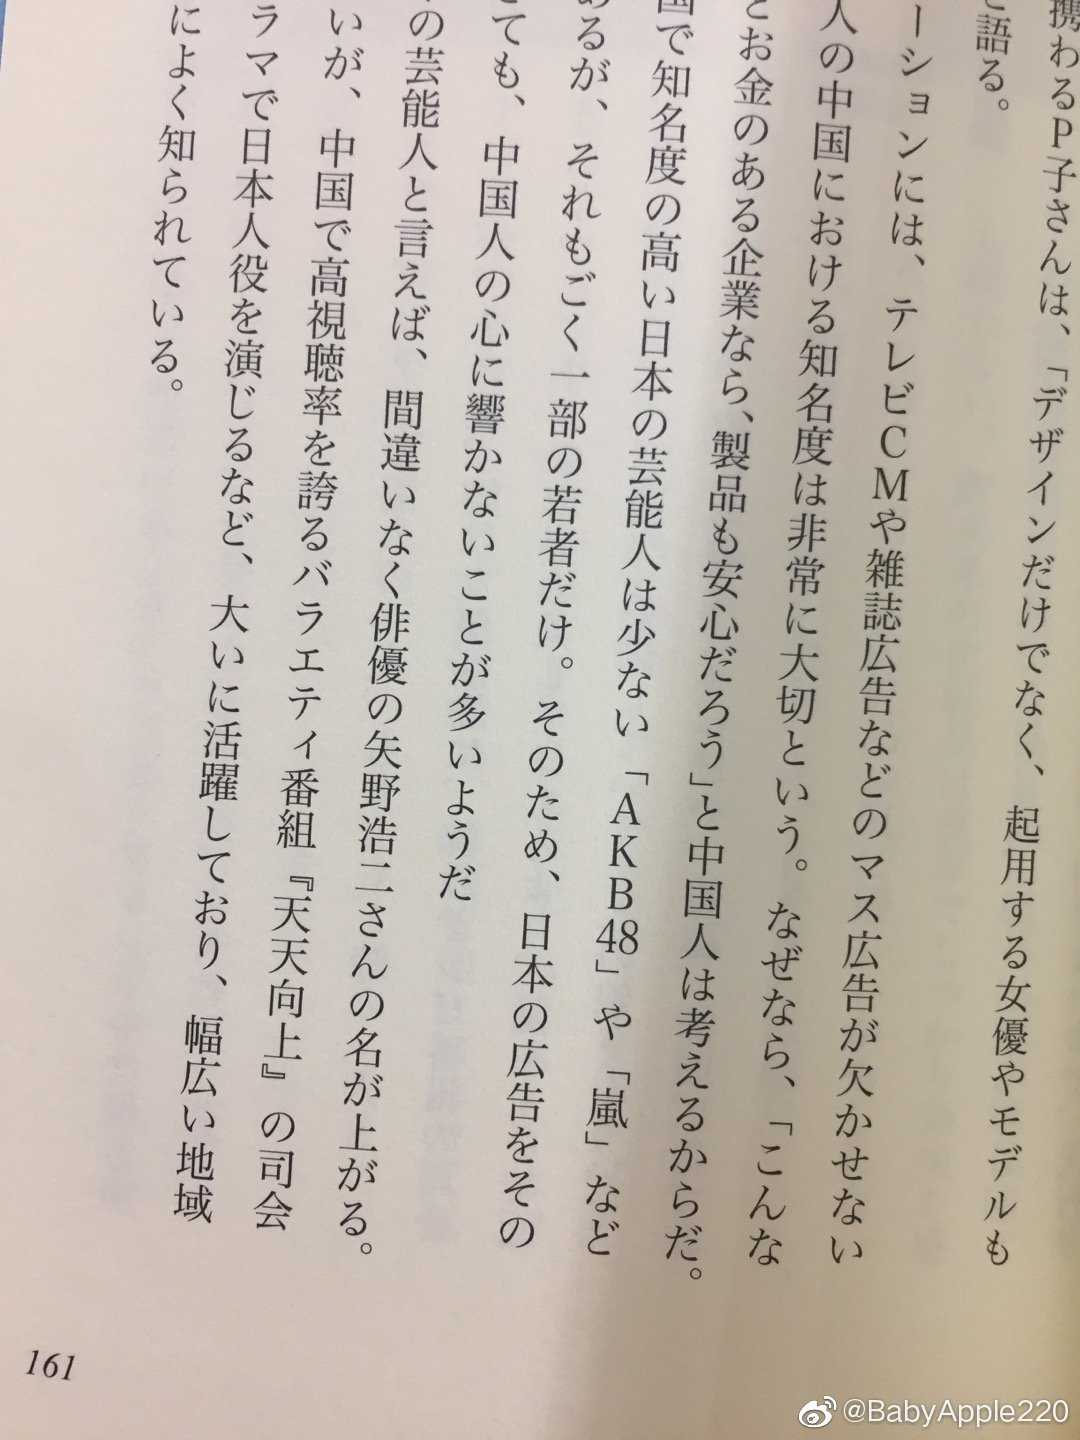 携わるP子さんは、「デザインだけでなく、起用する女優やモデルも
語る。
ーションには、テレビCMや雑誌広告などのマス広告が欠かせない
人の中国における知名度は非常に大切という。なぜなら、「こんな
とお金のある企業なら、製品も安心だろう」と中国人は考えるからだ。
国で知名度の高い日本の芸能人は少ない「AKB48」や「嵐」など
あるが、それもごく一部の若者だけ。そのため、日本の広告をその
ても、中国人の心に響かないことが多いようだ
の芸能人と言えば、間違いなく俳優の矢野浩二さんの名が上がる。
いが、中国で高視聴率を誇るバラエティ番組『天天向上』の司会
ラマで日本人役を演じるなど、大いに活躍しており、幅広い地域
によく知られている。
161
@BabyApple220